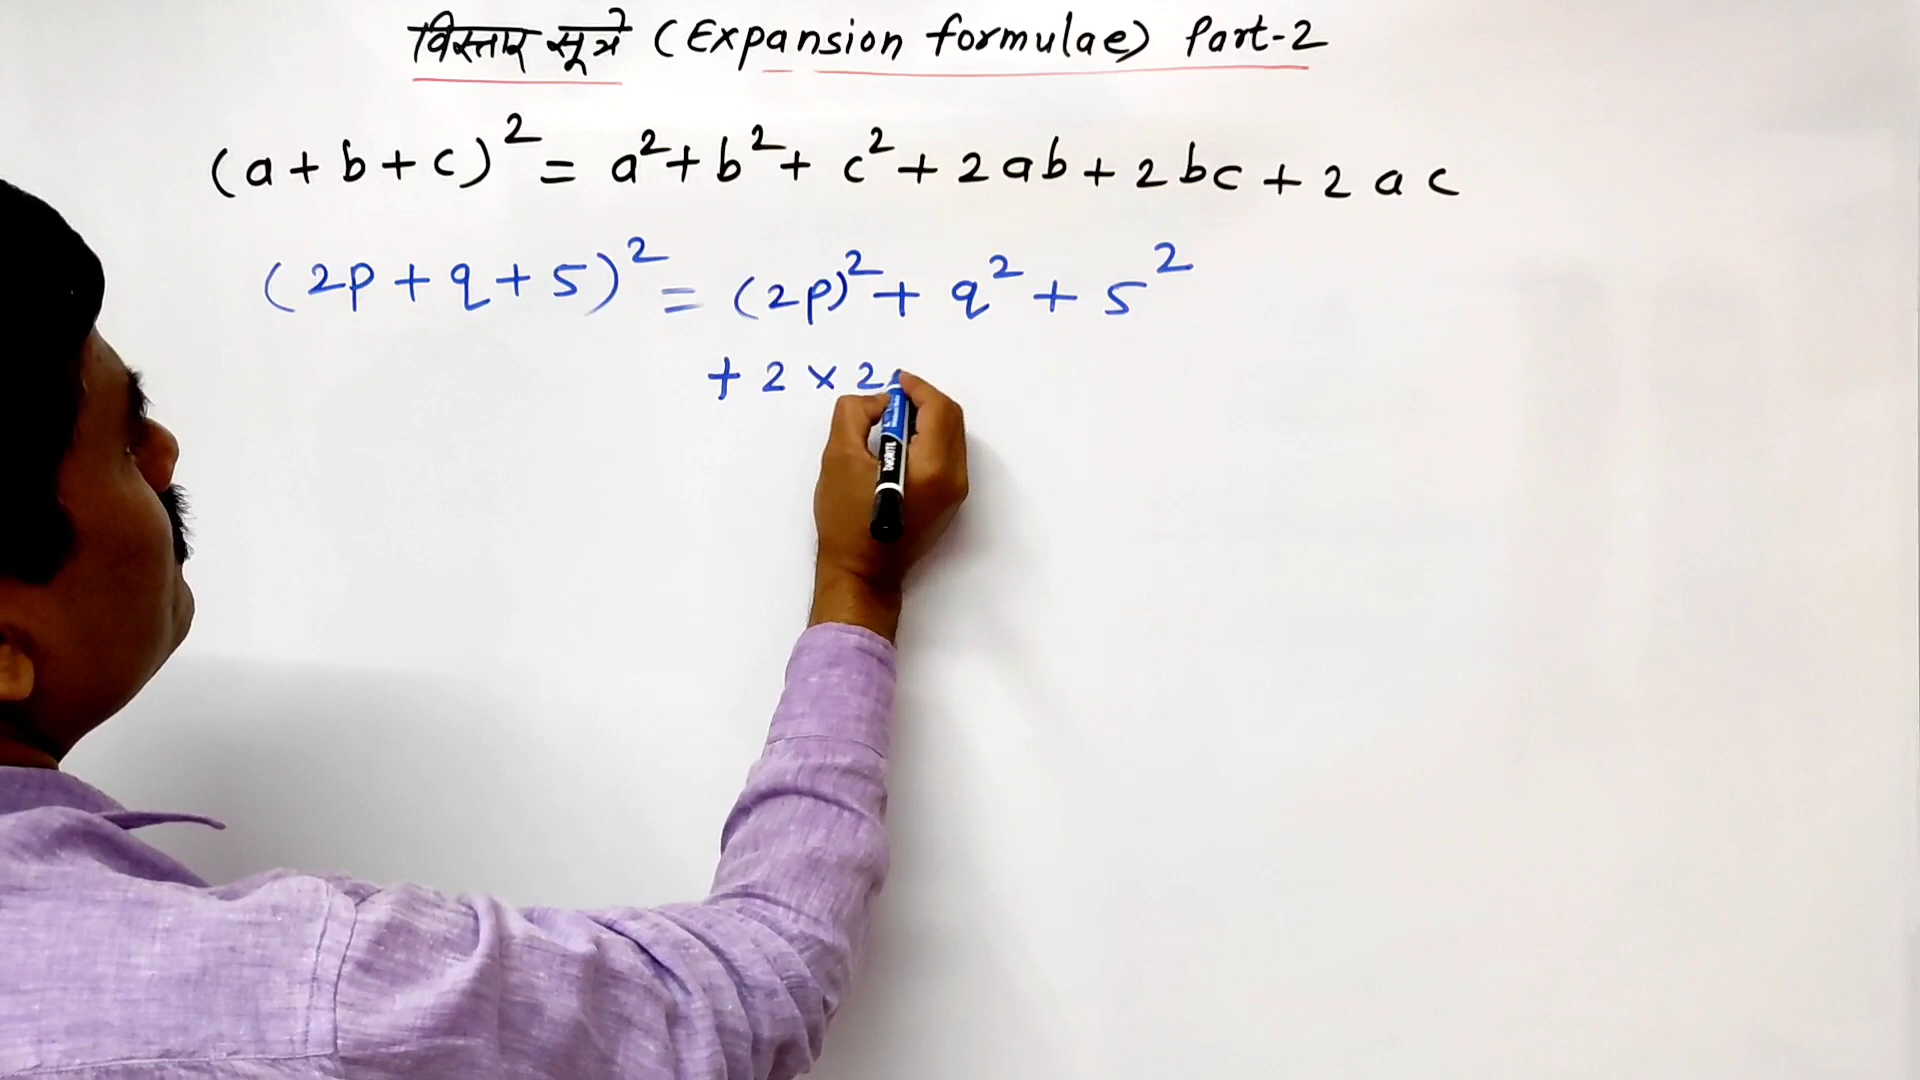 विस्तार सूत्रे (Expansion formulae) Part-2
(a+b+c)²= a²+b²+ c²+2ab+2bc+2ac
(2p+q+5)² = (2p)²+ q²+ 5²
+ 2 × 2